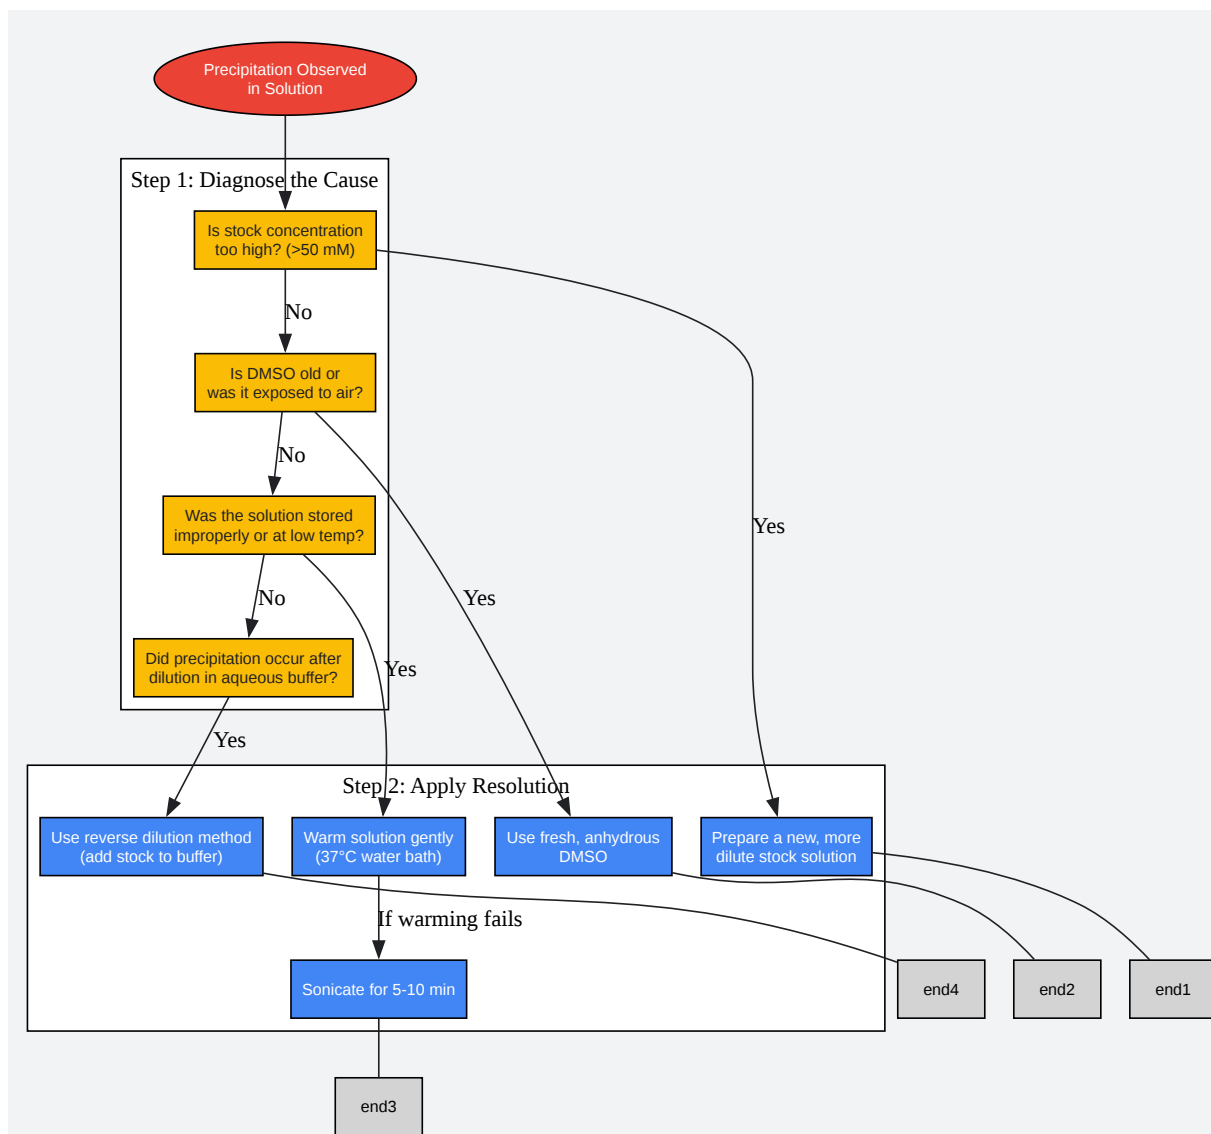 Precipitation Observed
in Solution
Step 1: Diagnose the Cause
Is stock concentration
too high? (>50 mM)
No
Is DMSO old or
was it exposed to air?
No
Was the solution stored
improperly or at low temp?
Yes
No
Yes
Did precipitation occur after
dilution in aqueous buffer?
Yes
Yes
Step 2: Apply Resolution
Use reverse dilution method
(add stock to buffer)
Warm solution gently
(37°C water bath)
Use fresh, anhydrous
DMSO
Prepare a new, more
dilute stock solution
If warming fails
Sonicate for 5-10 min
end4
end2
end1
end3